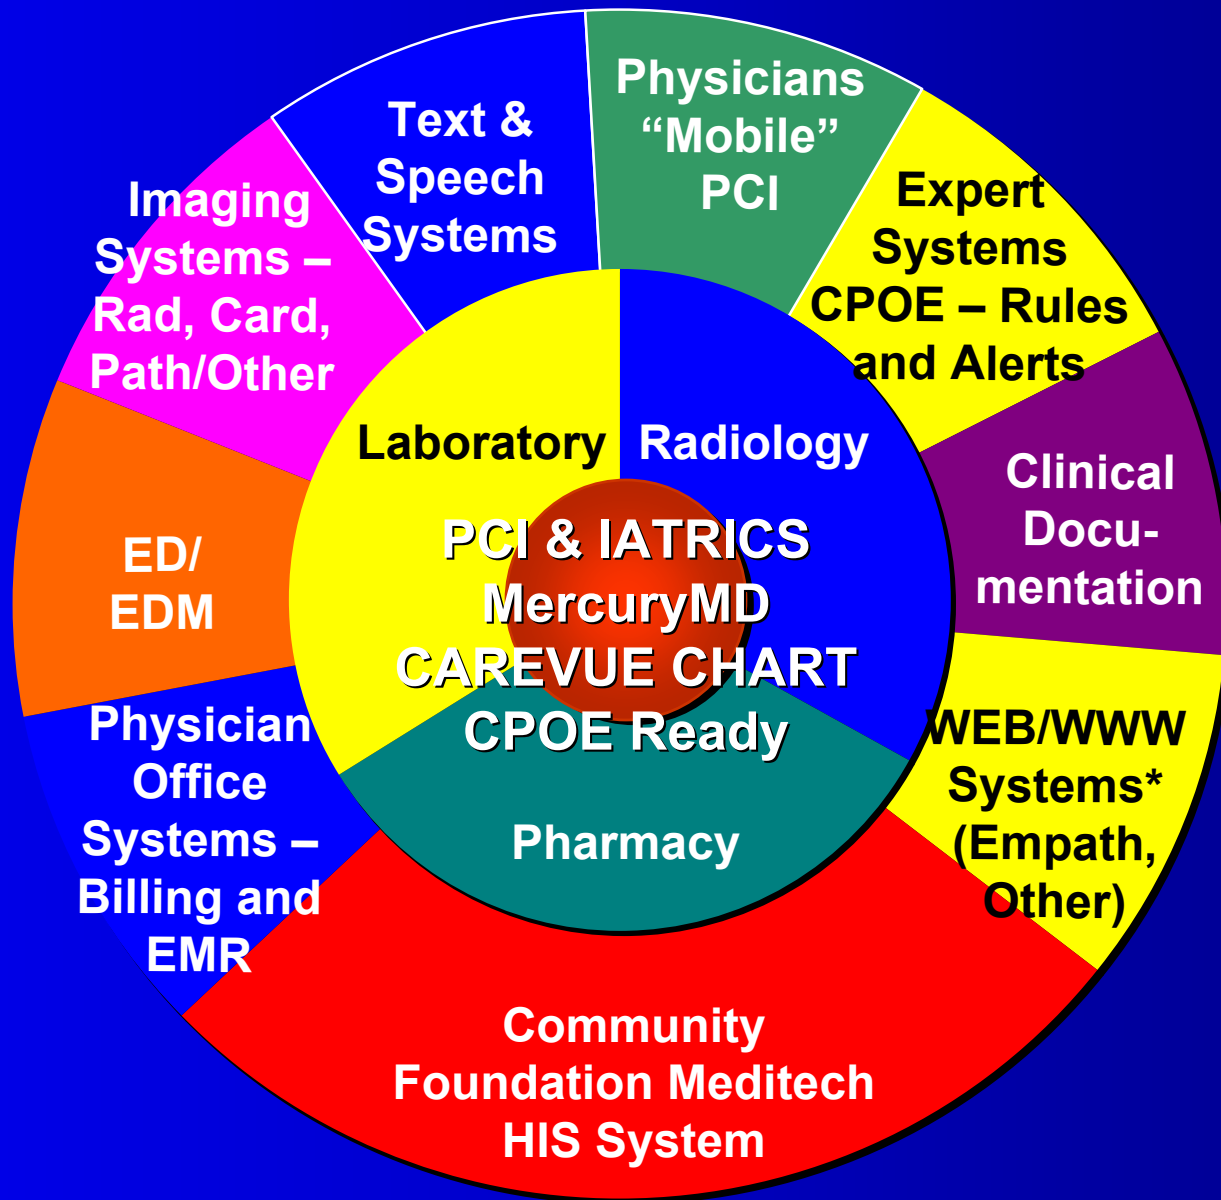 Text &
Speech
Systems
Physicians
“Mobile”
PCI
Expert
Systems
CPOE – Rules
and Alerts
Clinical
Docu-
mentation
WEB/WWW
Systems*
(Empath,
Other)
Community
Foundation Meditech
HIS System
Physician
Office
Systems –
Billing and
EMR
ED/
EDM
Imaging
Systems –
Rad, Card,
Path/Other
Laboratory
Radiology
PCI & IATRICS
MercuryMD
CAREVUE CHART
CPOE Ready
Pharmacy